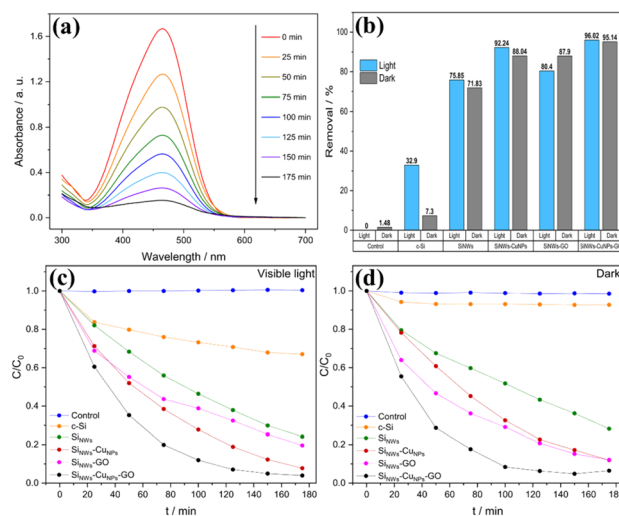 (a)
1.6
1.2
0.8
0.4
0.0
Absorbance / a. u.
300
400
500
600
700
Wavelength / nm
0 min
25 min
50 min
75 min
100 min
125 min
150 min
175 min
(b)
100
80
60
40
20
0
Removal / %
Light
Dark
0
1.48
32.9
7.3
75.85
71.83
92.24
88.04
80.4
87.9
96.02
95.14
Light Dark Light Dark Light Dark Light Dark Light Dark Light Dark
Control c-Si SiNWs SiNWs-CuNPs SiNWs-GO SiNWs-CuNPs-G
(c)
Visible light
1.0
0.8
0.6
0.4
0.2
0.0
C/C0
Control
c-Si
SiNWs
SiNWs-CuNPs
SiNWs-GO
SiNWs-CuNPs-GO
0 25 50 75 100 125 150 175
t / min
(d)
Dark
1.0
0.8
0.6
0.4
0.2
0.0
C/C0
Control
c-Si
SiNWs
SiNWs-CuNPs
SiNWs-GO
SiNWs-CuNPs-GO
0 25 50 75 100 125 150 175
t / min